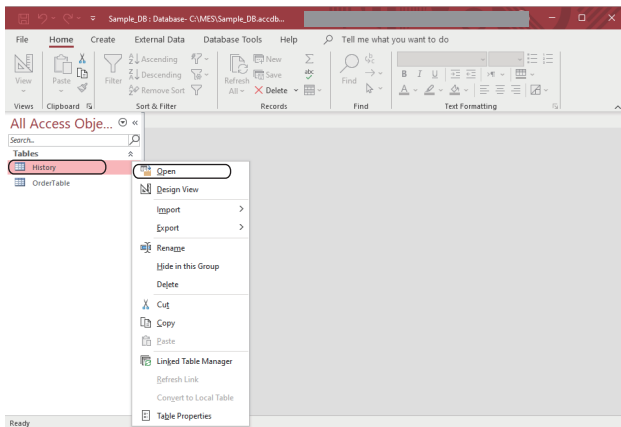 Sample_DB : Database- C:\MES\Sample_DB.accdb...
File Home Create External Data Database Tools Help Tell me what you want to do
View
Paste
Filter
Ascending
Descending
Remove Sort
Refresh All
New
Save
Delete
Find
B I U
A
Views Clipboard Sort & Filter Records Find Text Formatting
All Access Obje...
Search...
Tables
History
OrderTable
Open
Design View
Import
Export
Rename
Hide in this Group
Delete
Cut
Copy
Paste
Linked Table Manager
Refresh Link
Convert to Local Table
Table Properties
Ready